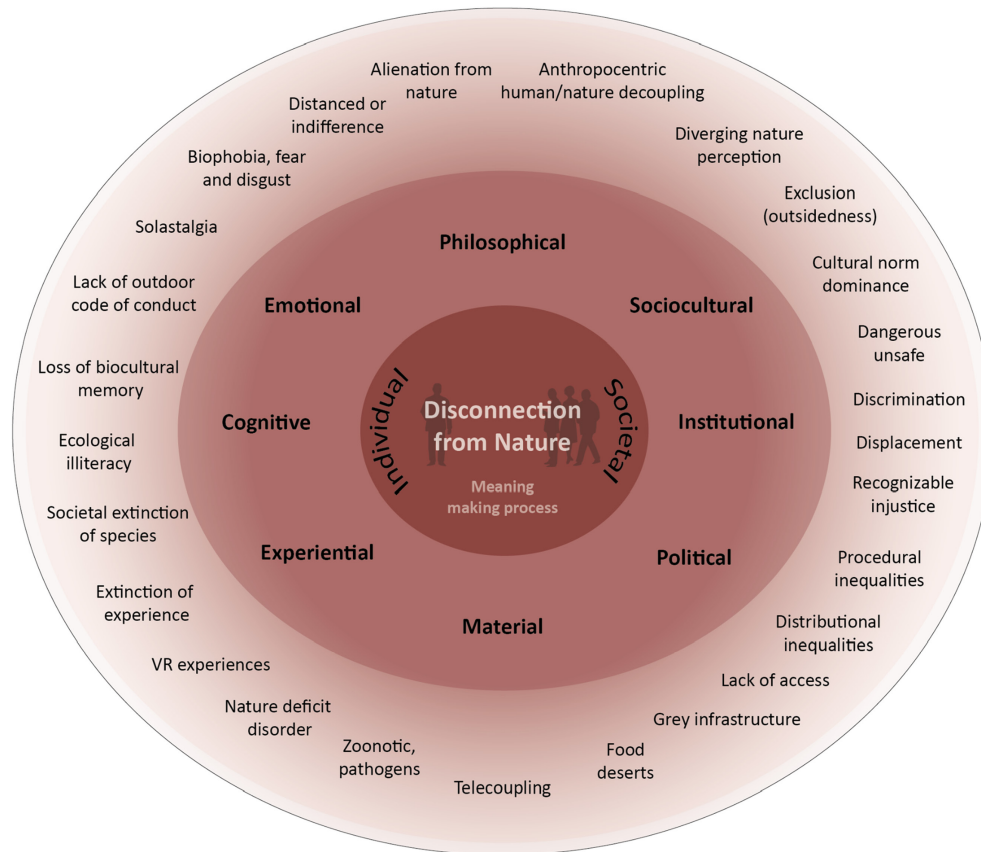 Alienation from
nature
Anthropocentric
human/nature decoupling
Distanced or
indifference
Diverging nature
perception
Biophobia, fear
and disgust
Exclusion
(outsidedness)
Solastalgia
Cultural norm
dominance
Lack of outdoor
code of conduct
Dangerous
unsafe
Loss of biocultural
memory
Discrimination
Ecological
illiteracy
Displacement
Recognizable
injustice
Societal extinction
of species
Procedural
inequalities
Extinction of
experience
Distributional
inequalities
VR experiences
Lack of access
Nature deficit
disorder
Grey infrastructure
Zoonotic,
pathogens
Food
deserts
Telecoupling
Philosophical
Emotional
Sociocultural
Cognitive
Institutional
Experiential
Political
Material
Individual
Societal
Disconnection
from Nature
Meaning
making process